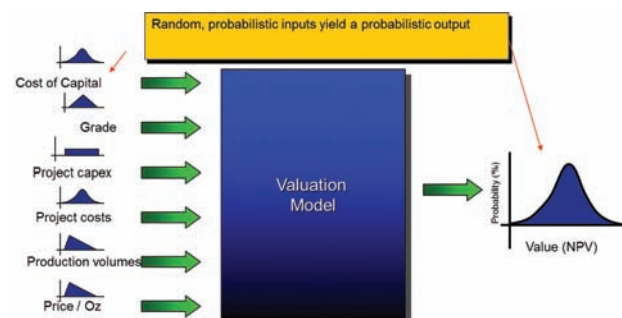 Random, probabilistic inputs yield a probabilistic output
Cost of Capital
Grade
Project capex
Project costs
Production volumes
Price / Oz
Valuation
Model
Probability (%)
Value (NPV)